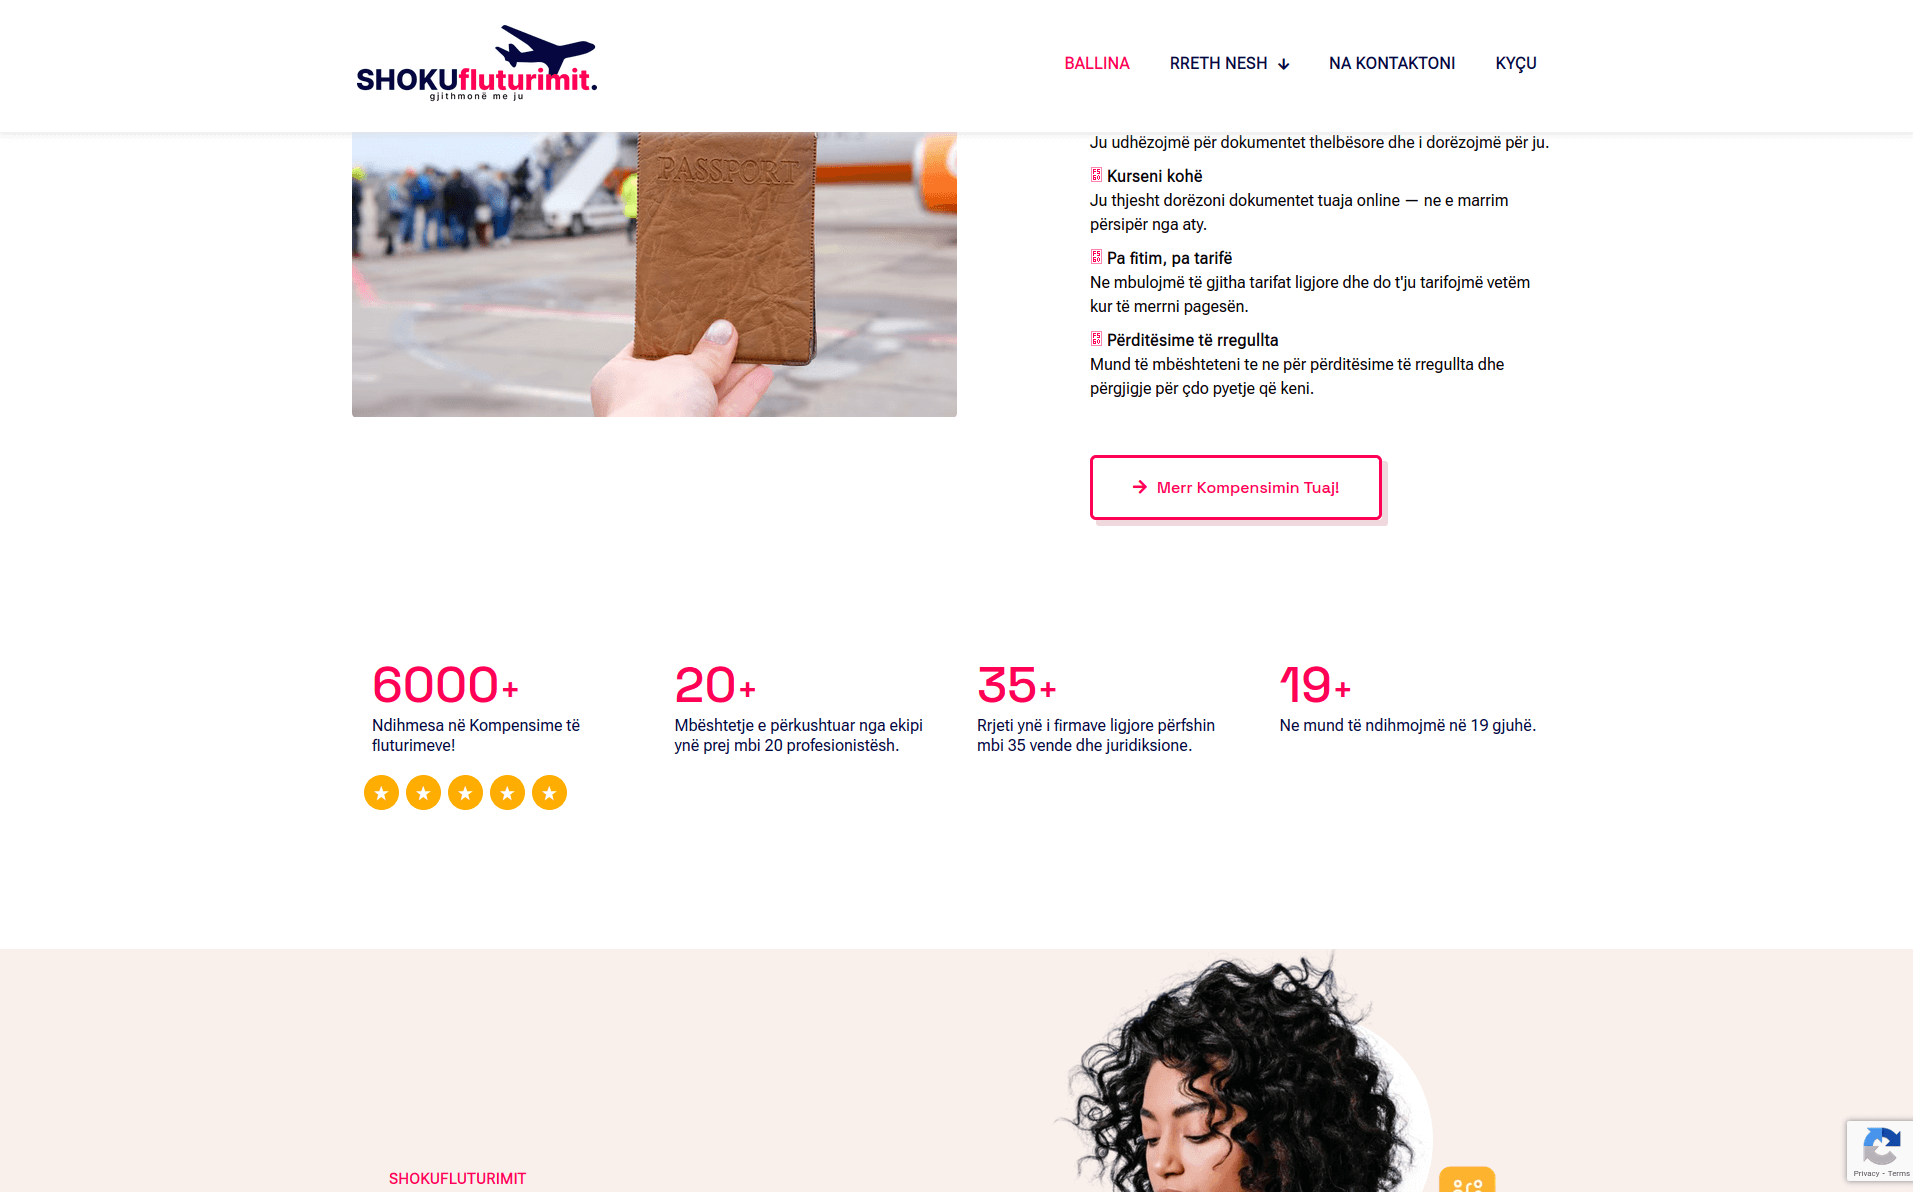 SHOKUfluturimit.
gjithmonë me ju
BALLINA
RRETH NESH
NA KONTAKTONI
KYÇU
PASSPORT
Ju udhëzojmë për dokumentet thelbësore dhe i dorëzojmë për ju.
Kurseni kohë
Ju thjesht dorëzoni dokumentet tuaja online — ne e marrim
përsipër nga aty.
Pa fitim, pa tarifë
Ne mbulojmë të gjitha tarifat ligjore dhe do t'ju tarifojmë vetëm
kur të merrni pagesën.
Përditësime të rregullta
Mund të mbështeteni te ne për përditësime të rregullta dhe
përgjigje për çdo pyetje që keni.
Merr Kompensimin Tuaj!
6000+
Ndihmesa në Kompensime të
fluturimeve!
20+
Mbështetje e përkushtuar nga ekipi
ynë prej mbi 20 profesionistësh.
35+
Rrjeti ynë i firmave ligjore përfshin
mbi 35 vende dhe juridiksione.
19+
Ne mund të ndihmojmë në 19 gjuhë.
SHOKUFLUTURIMIT
Privacy - Terms